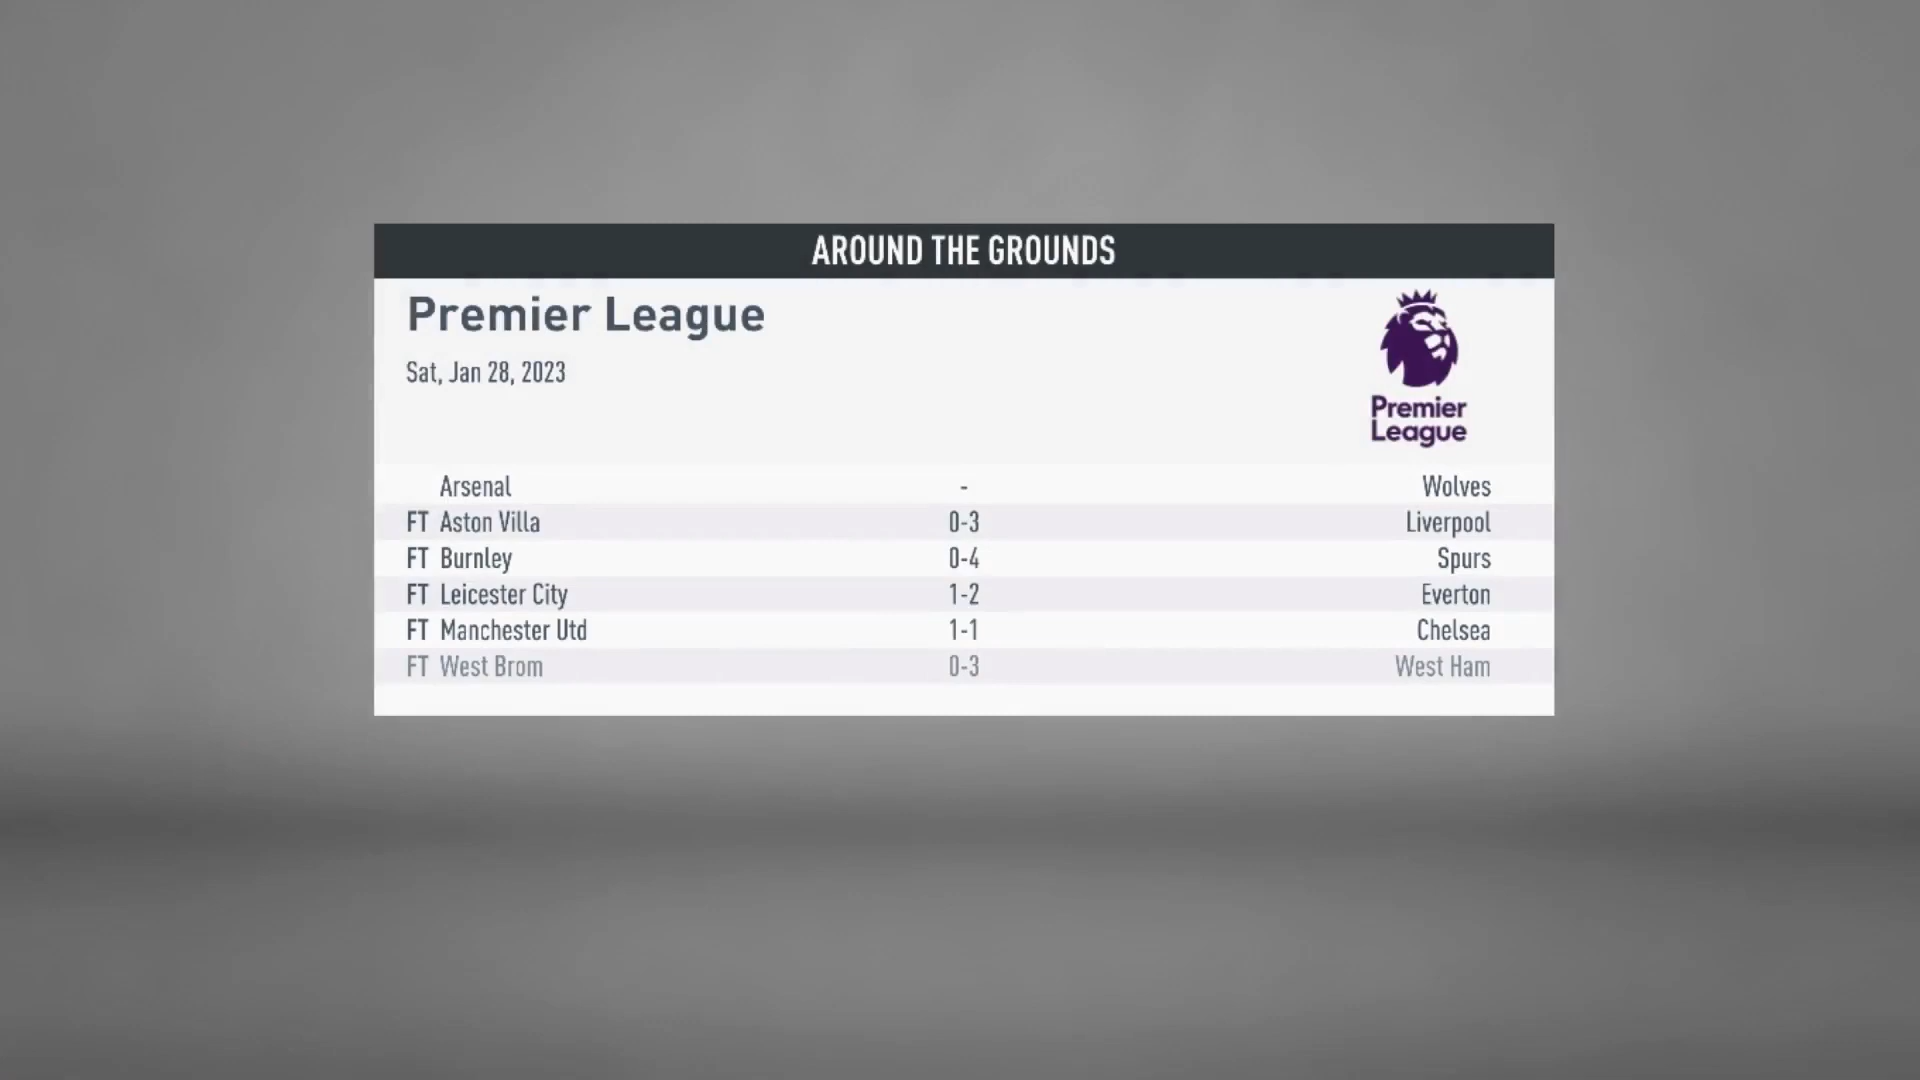 AROUND THE GROUNDS
Premier League
Sat, Jan 28, 2023
Premier
League
Arsenal - Wolves
FT Aston Villa 0-3 Liverpool
FT Burnley 0-4 Spurs
FT Leicester City 1-2 Everton
FT Manchester Utd 1-1 Chelsea
FT West Brom 0-3 West Ham